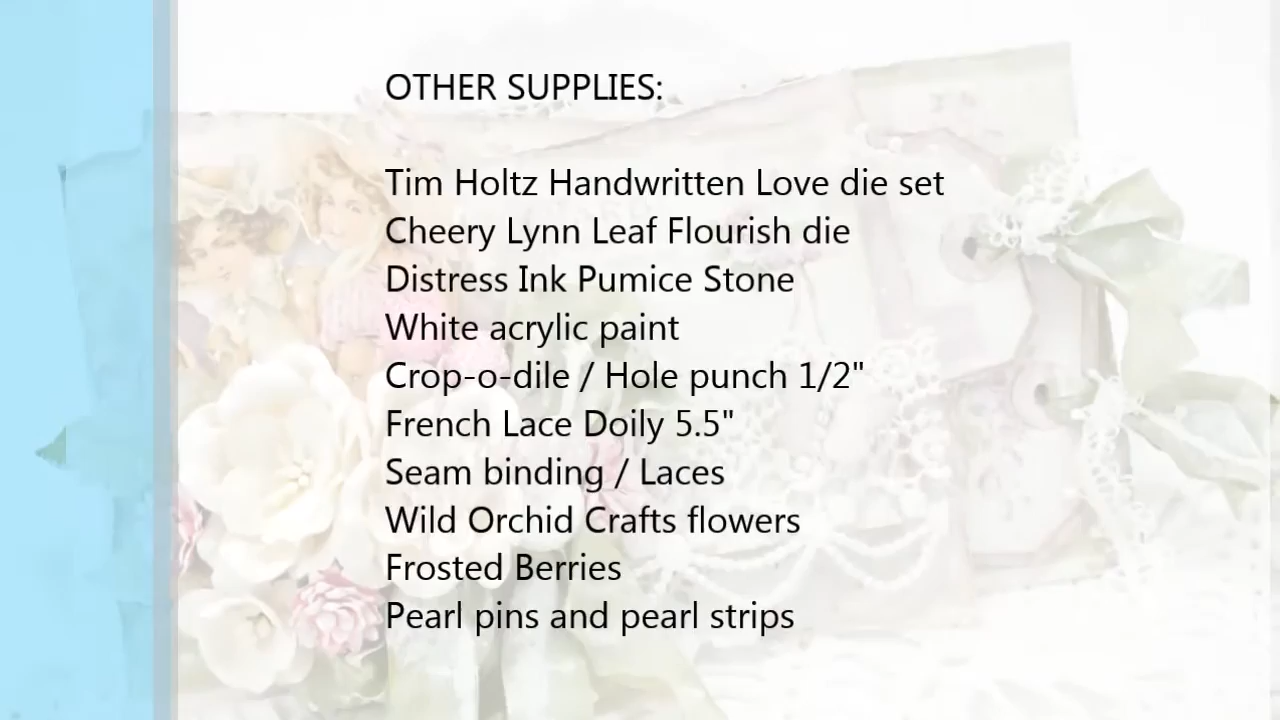 OTHER SUPPLIES:
Tim Holtz Handwritten Love die set
Cheery Lynn Leaf Flourish die
Distress Ink Pumice Stone
White acrylic paint
Crop-o-dile / Hole punch 1/2"
French Lace Doily 5.5"
Seam binding / Laces
Wild Orchid Crafts flowers
Frosted Berries
Pearl pins and pearl strips